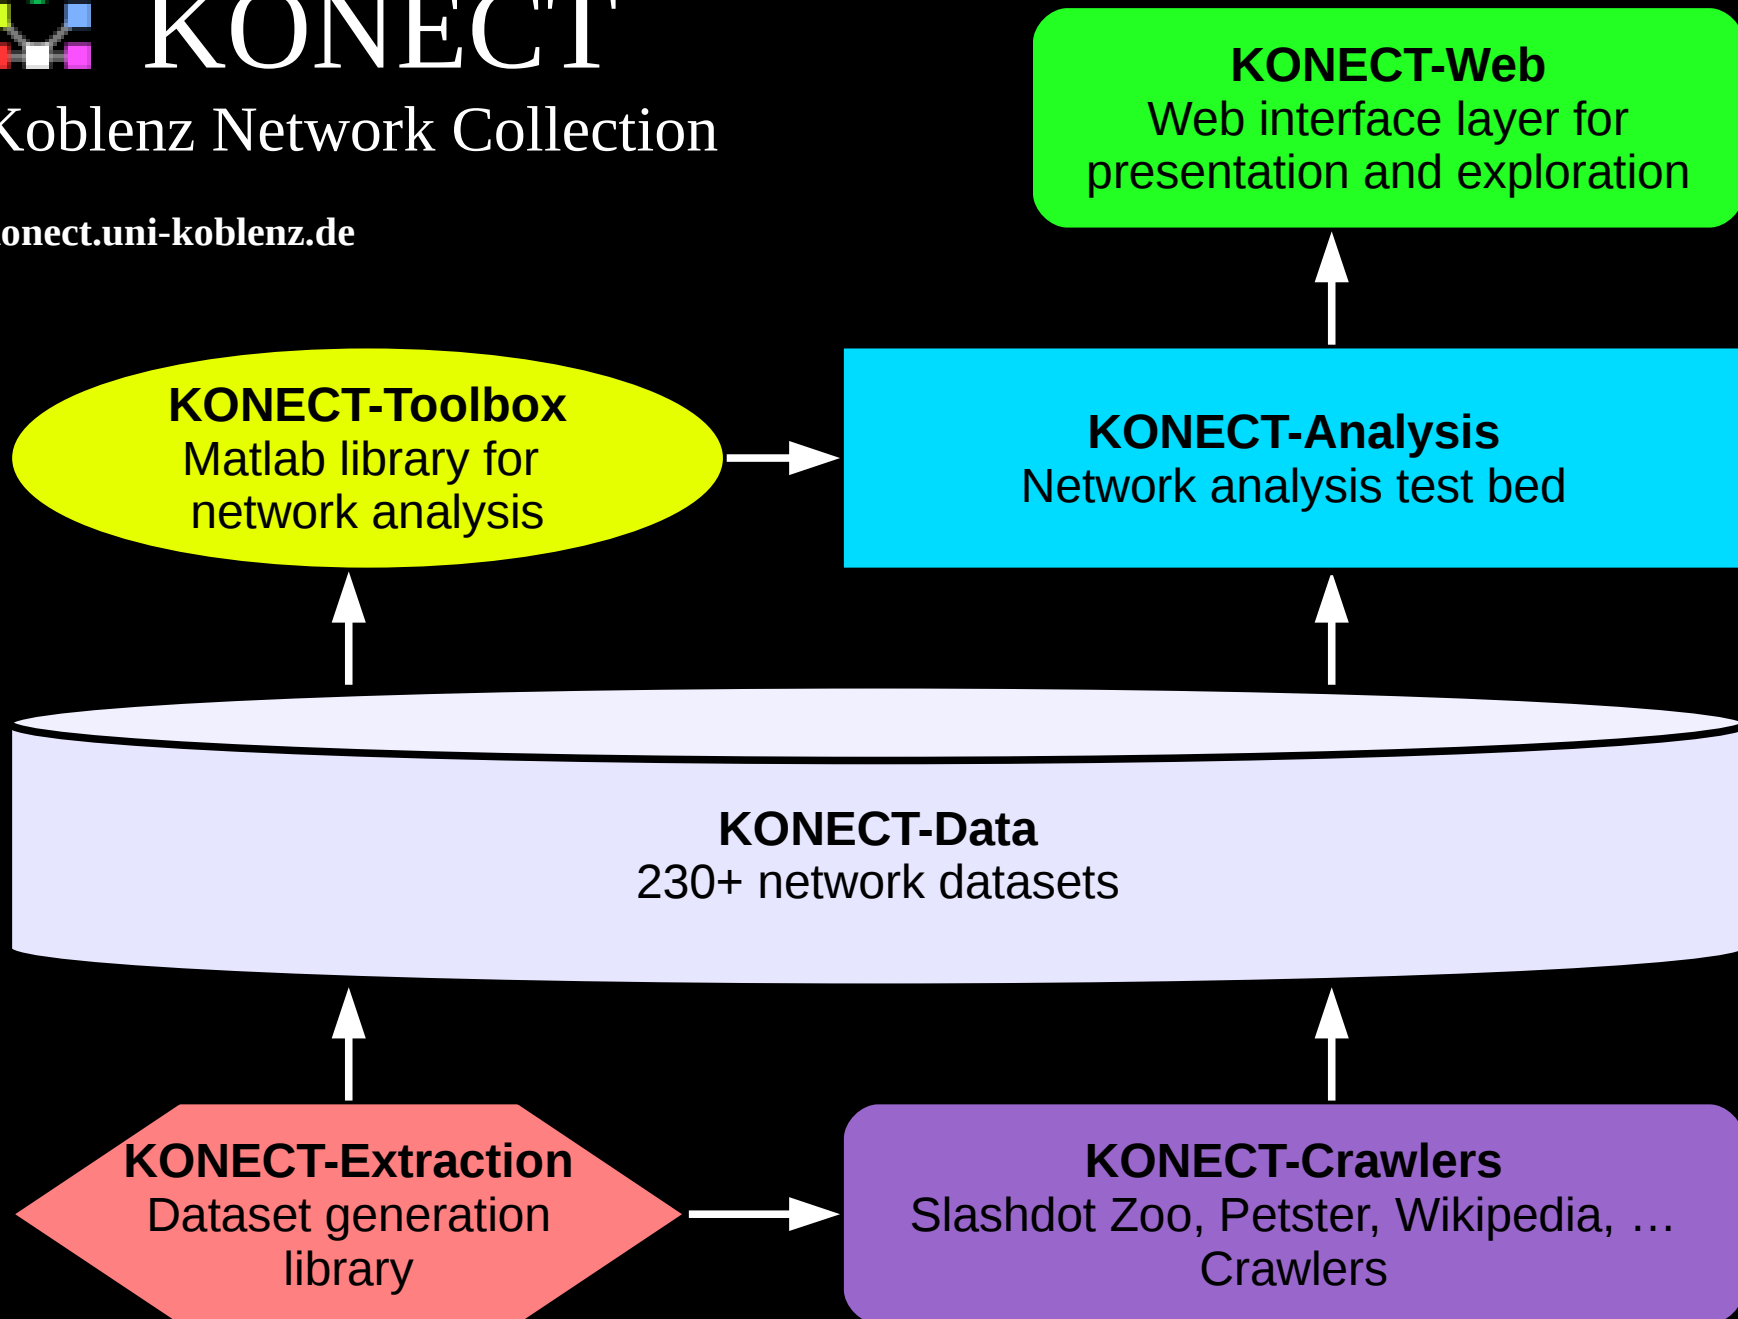 KONECT
Koblenz Network Collection
onect.uni-koblenz.de
KONECT-Web
Web interface layer for
presentation and exploration
KONECT-Toolbox
Matlab library for
network analysis
KONECT-Analysis
Network analysis test bed
KONECT-Data
230+ network datasets
KONECT-Extraction
Dataset generation
library
KONECT-Crawlers
Slashdot Zoo, Petster, Wikipedia, …
Crawlers